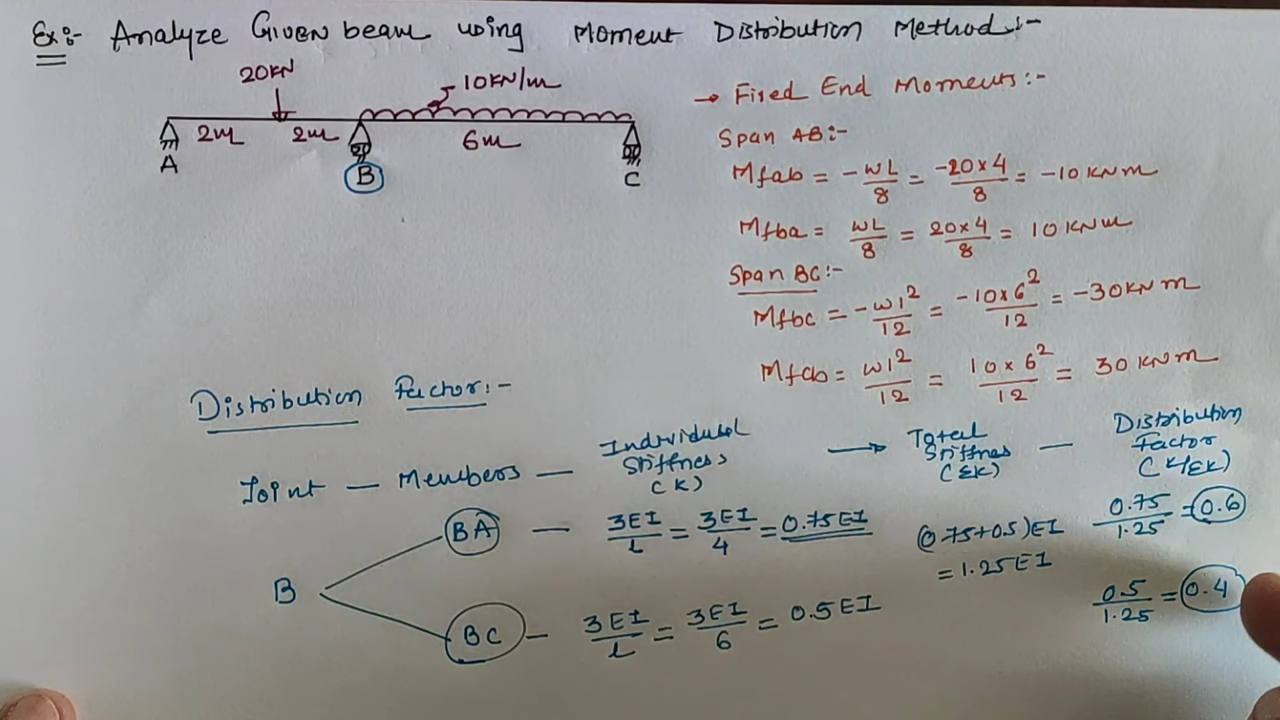 Ex:- Analyze Given beam using Moment Distribution Method:-
20KN
10KN/m
2m 2m 6m
A B C
→ Fixed End Moments:-
Span AB:-
Mfab = -WL/8 = -20×4/8 = -10 KNm
Mfba = WL/8 = 20×4/8 = 10 KNm
Span BC:-
Mfbc = -wl²/12 = -10×6²/12 = -30KNm
Mfcb = wl²/12 = 10×6²/12 = 30 KNm
Distribution Factor:-
Joint — Members — Individual Stiffness (K) → Total Stiffness (ΣK) — Distribution Factor (K/ΣK)
BA — 3EI/L = 3EI/4 = 0.75EI (0.75+0.5)EI 0.75/1.25 = 0.6
= 1.25EI
B
BC — 3EI/L = 3EI/6 = 0.5EI 0.5/1.25 = 0.4